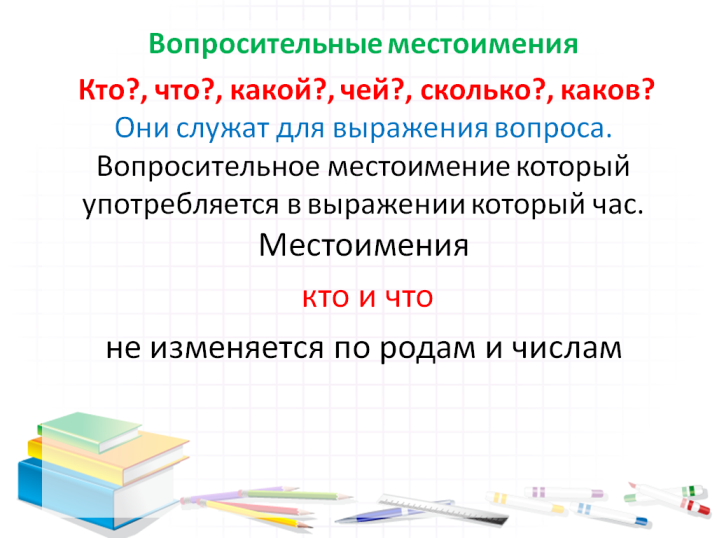 Вопросительные местоимения
Кто?, что?, какой?, чей?, сколько?, каков?
Они служат для выражения вопроса.
Вопросительное местоимение который
употребляется в выражении который час.
Местоимения
кто и что
не изменяется по родам и числам